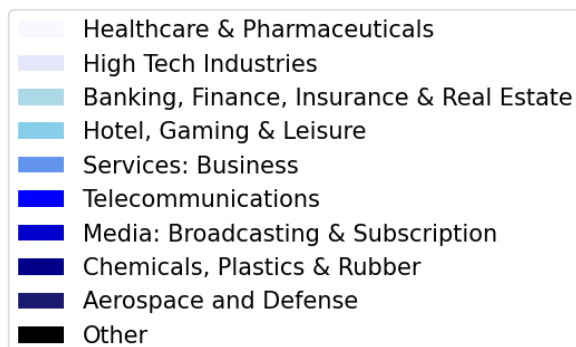 Healthcare & Pharmaceuticals
High Tech Industries
Banking, Finance, Insurance & Real Estate
Hotel, Gaming & Leisure
Services: Business
Telecommunications
Media: Broadcasting & Subscription
Chemicals, Plastics & Rubber
Aerospace and Defense
Other